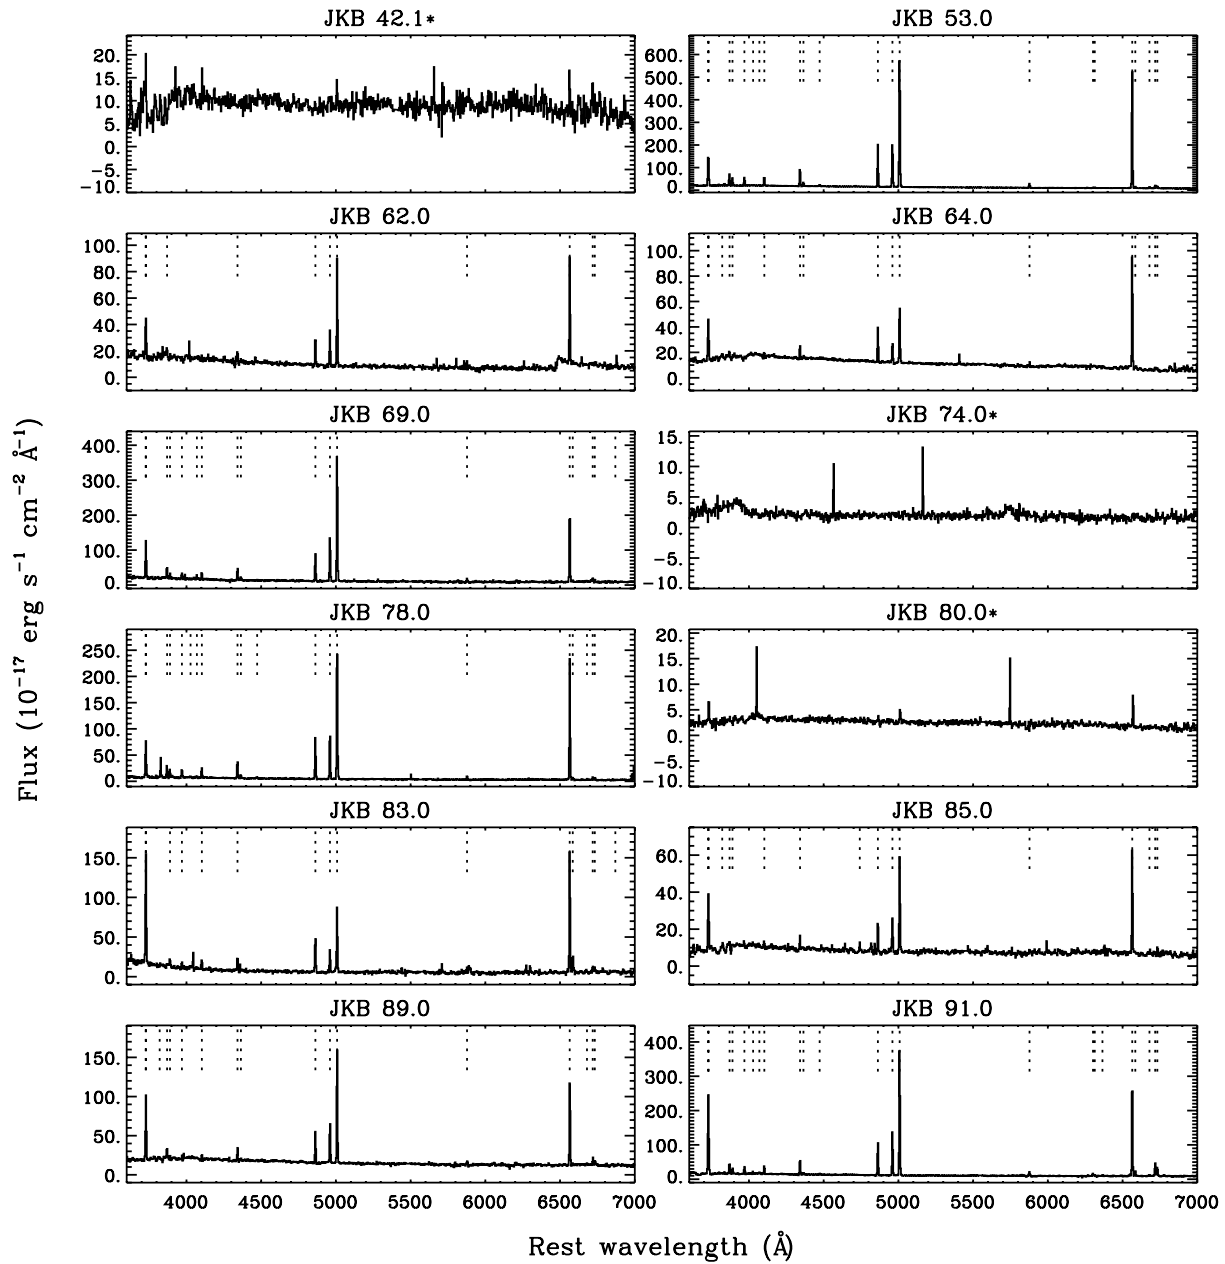 JKB 42.1* JKB 53.0
20. 15. 10. 5. 0. −5. −10.
600. 500. 400. 300. 200. 100. 0.
JKB 62.0 JKB 64.0
100. 80. 60. 40. 20. 0.
100. 80. 60. 40. 20. 0.
JKB 69.0 JKB 74.0*
400. 300. 200. 100. 0.
15. 10. 5. 0. −5. −10.
JKB 78.0 JKB 80.0*
250. 200. 150. 100. 50. 0.
20. 15. 10. 5. 0. −5. −10.
JKB 83.0 JKB 85.0
150. 100. 50. 0.
60. 40. 20. 0.
JKB 89.0 JKB 91.0
150. 100. 50. 0.
400. 300. 200. 100. 0.
4000 4500 5000 5500 6000 6500 7000 4000 4500 5000 5500 6000 6500 7000
Rest wavelength (Å)
Flux (10⁻¹⁷ erg s⁻¹ cm⁻² Å⁻¹)